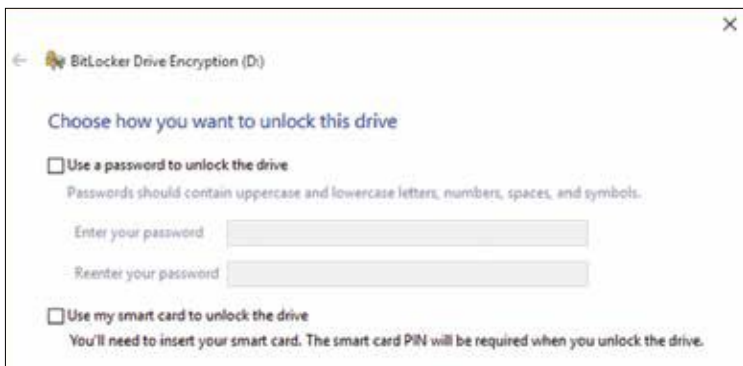 BitLocker Drive Encryption (D:)
Choose how you want to unlock this drive
Use a password to unlock the drive
Passwords should contain uppercase and lowercase letters, numbers, spaces, and symbols.
Enter your password
Reenter your password
Use my smart card to unlock the drive
You'll need to insert your smart card. The smart card PIN will be required when you unlock the drive.